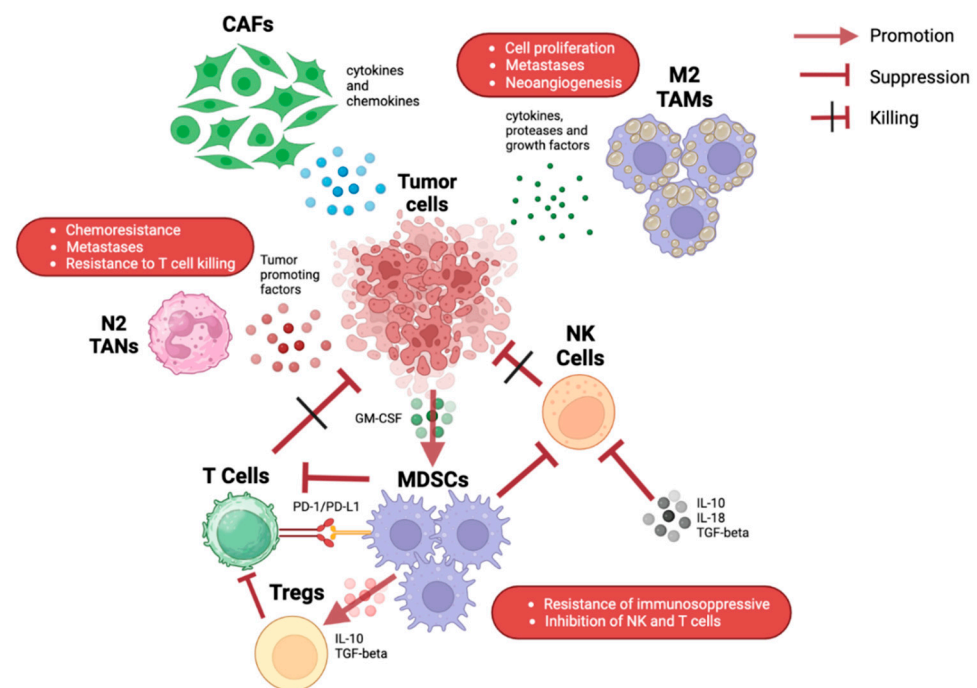 CAFs
cytokines
and
chemokines
• Cell proliferation
• Metastases
• Neoangiogenesis
M2
TAMs
cytokines,
proteases and
growth factors
Promotion
Suppression
Killing
Tumor
cells
• Chemoresistance
• Metastases
• Resistance to T cell killing
Tumor
promoting
factors
N2
TANs
NK
Cells
GM-CSF
T Cells
MDSCs
PD-1/PD-L1
IL-10
IL-18
TGF-beta
Tregs
IL-10
TGF-beta
• Resistance of immunosoppressive
• Inhibition of NK and T cells